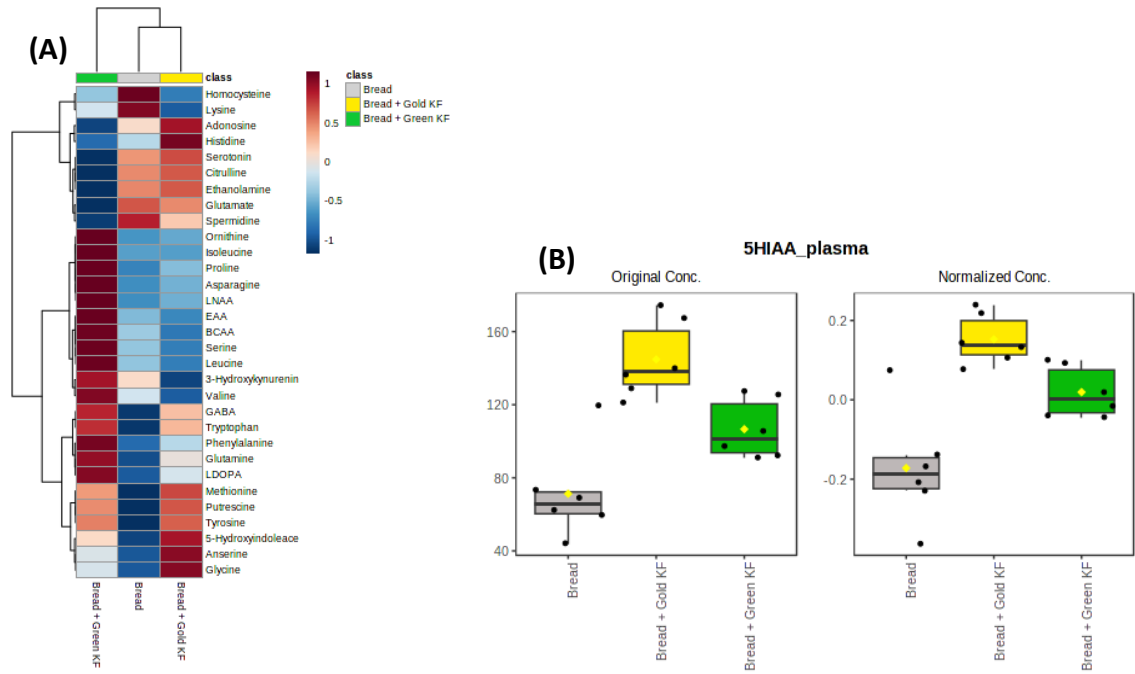 (A)
class
Homocysteine
Lysine
Adonosine
Histidine
Serotonin
Citrulline
Ethanolamine
Glutamate
Spermidine
Ornithine
Isoleucine
Proline
Asparagine
LNAA
EAA
BCAA
Serine
Leucine
3-Hydroxykynurenin
Valine
GABA
Tryptophan
Phenylalanine
Glutamine
LDOPA
Methionine
Putrescine
Tyrosine
5-Hydroxyindoleace
Anserine
Glycine
Bread + Green KF
Bread
Bread + Gold KF
1
0.5
0
-0.5
-1
class
Bread
Bread + Gold KF
Bread + Green KF
(B)
5HIAA_plasma
Original Conc.
160
120
80
40
Bread
Bread + Gold KF
Bread + Green KF
Normalized Conc.
0.2
0.0
-0.2
Bread
Bread + Gold KF
Bread + Green KF